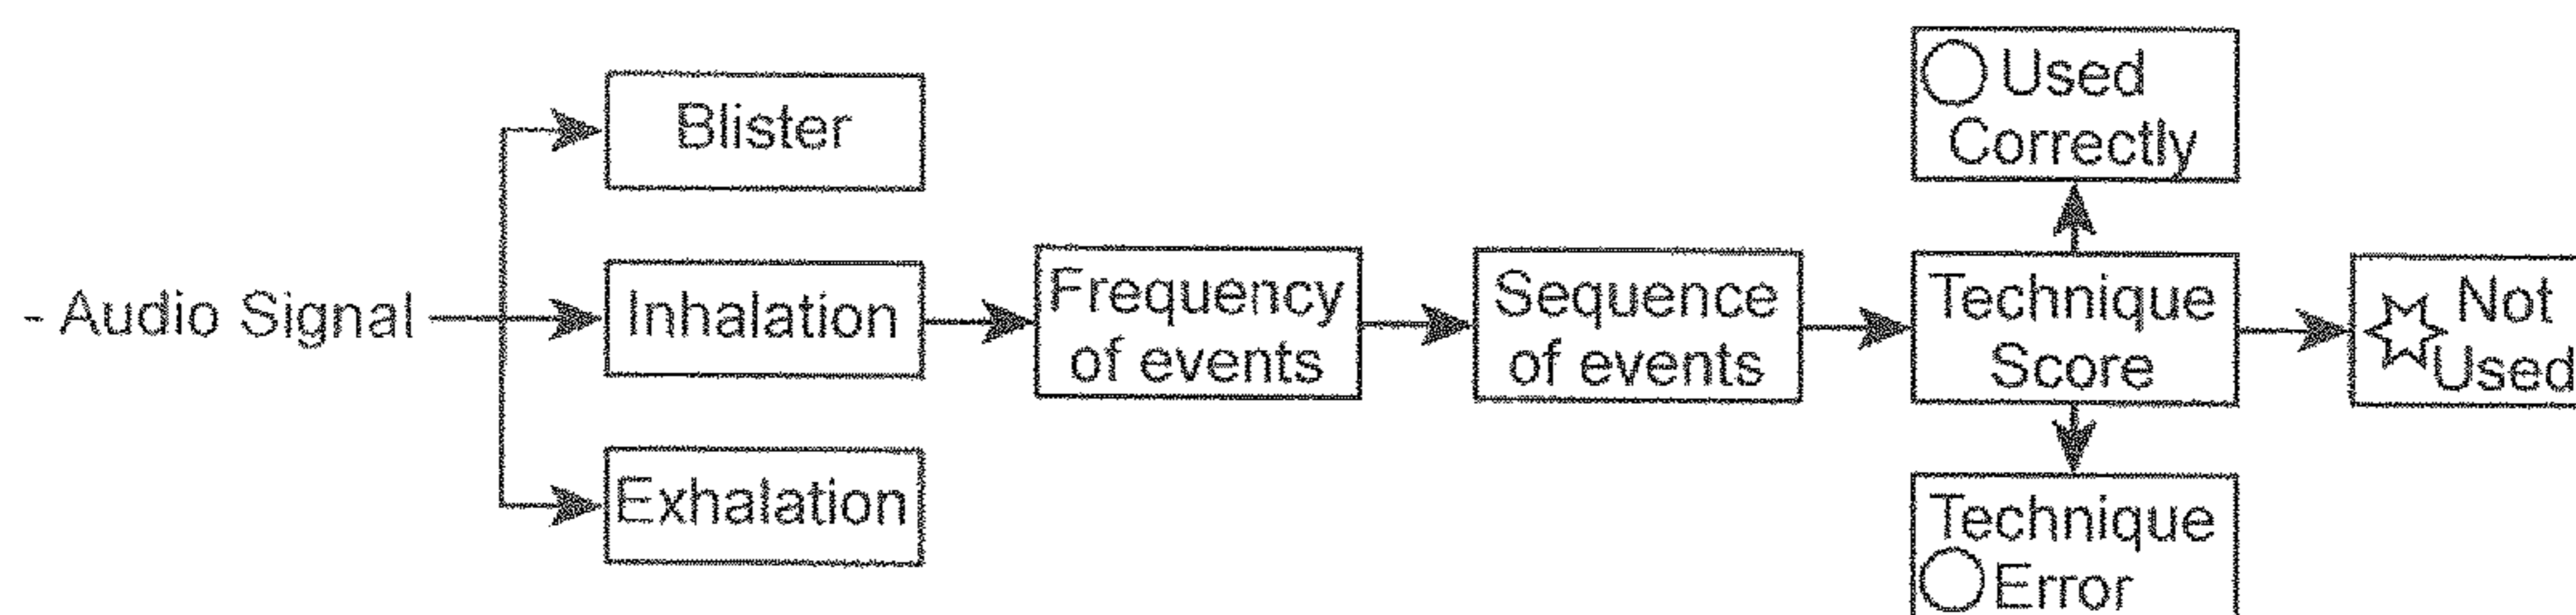 - Audio Signal
Blister
Inhalation
Exhalation
Frequency
of events
Sequence
of events
Used
Correctly
Technique
Score
Not
Used
Technique
Error